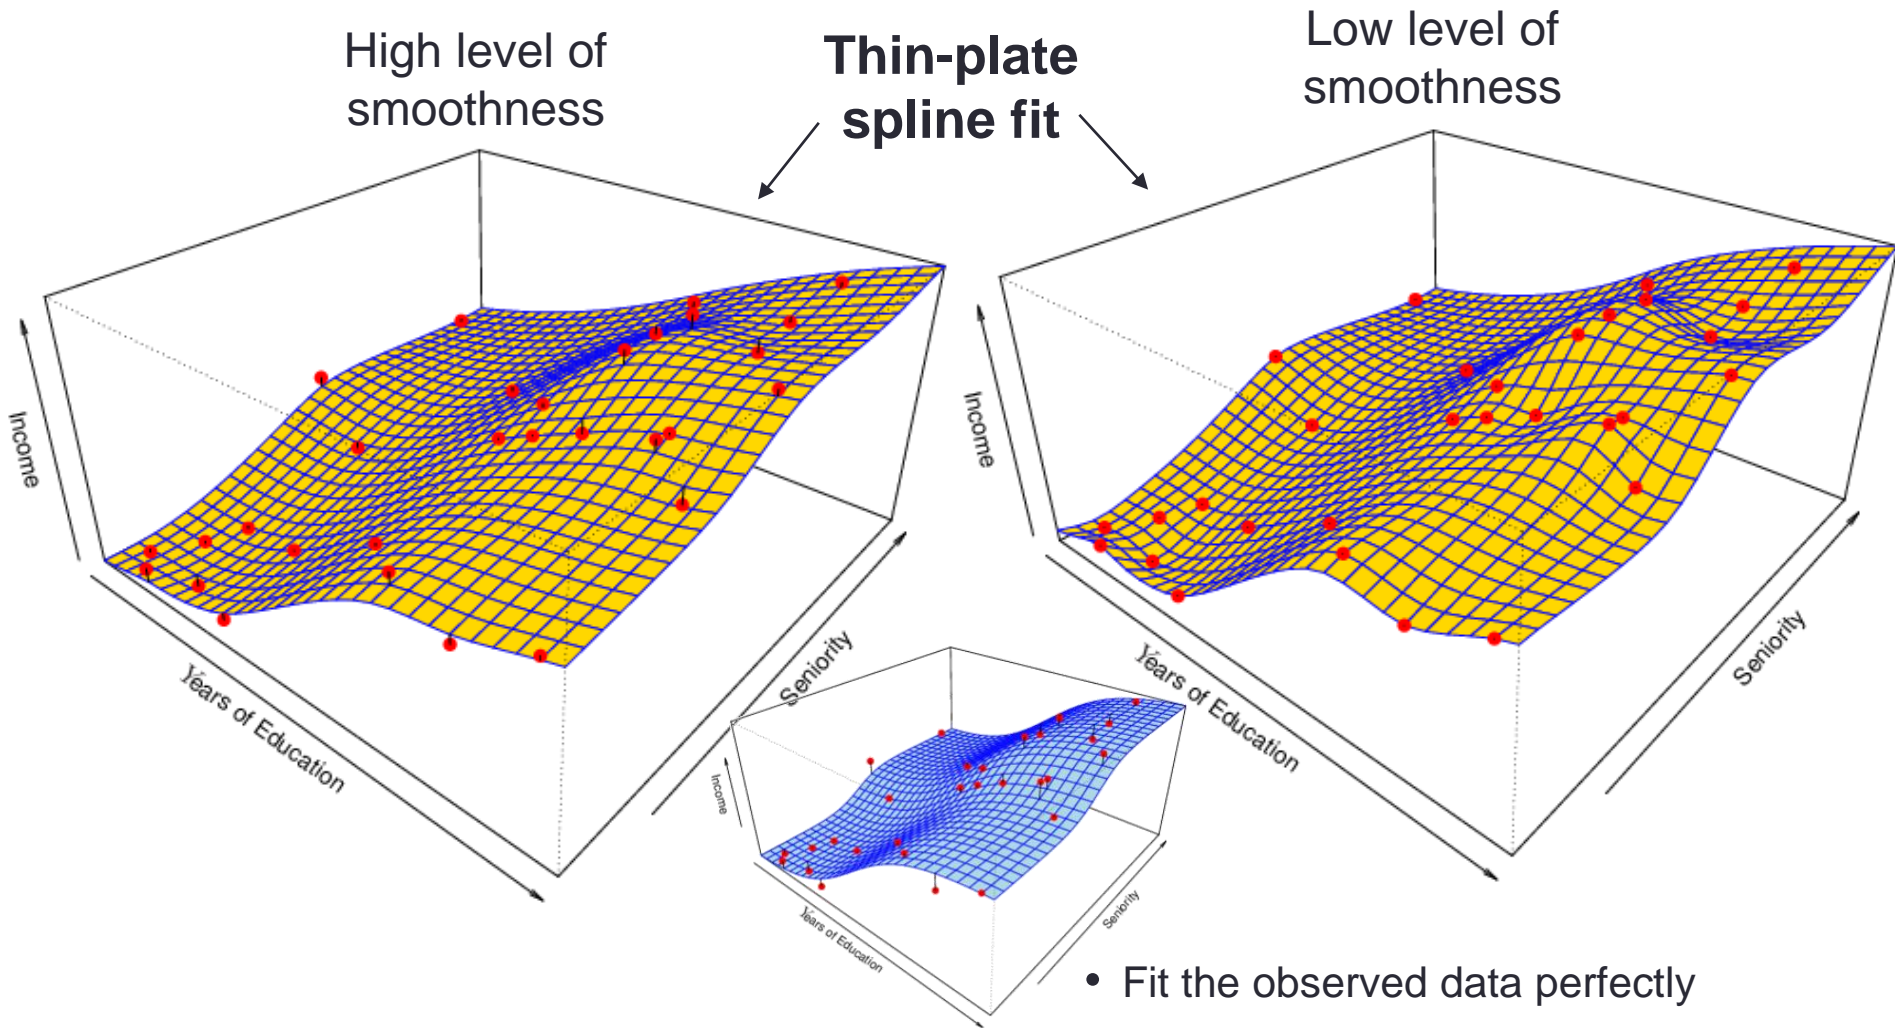 High level of
smoothness
Thin-plate
spline fit
Low level of
smoothness
Income
Years of Education
Seniority
Income
Years of Education
Seniority
Income
Years of Education
Seniority
• Fit the observed data perfectly